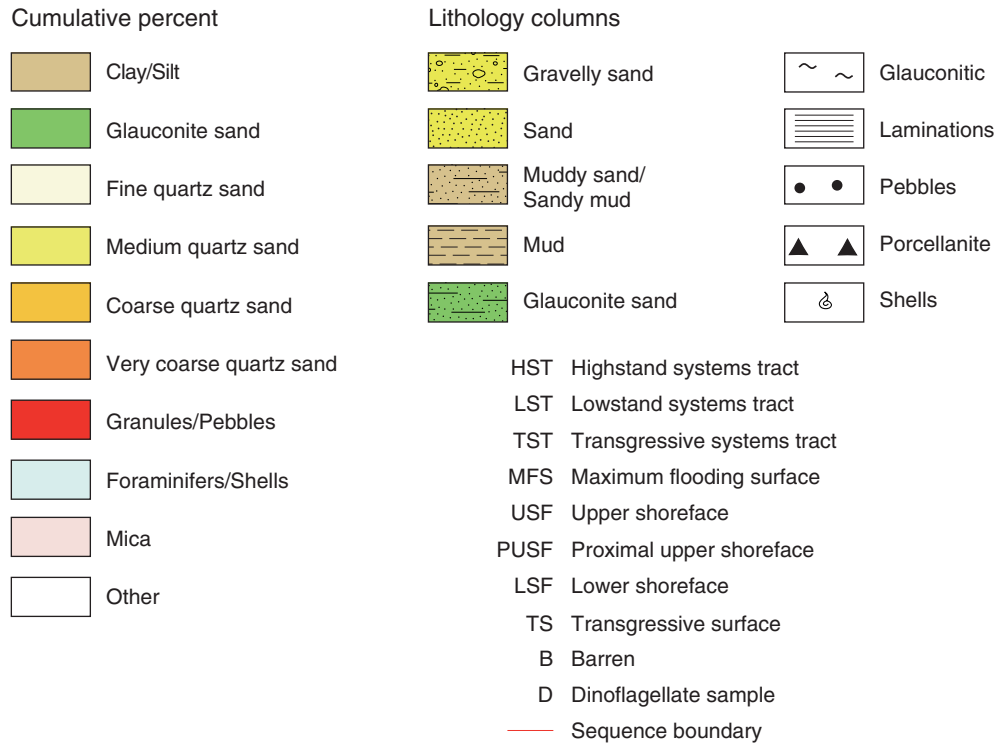 Cumulative percent
Clay/Silt
Glauconite sand
Fine quartz sand
Medium quartz sand
Coarse quartz sand
Very coarse quartz sand
Granules/Pebbles
Foraminifers/Shells
Mica
Other
Lithology columns
Gravelly sand
Sand
Muddy sand/
Sandy mud
Mud
Glauconite sand
Glauconitic
Laminations
Pebbles
Porcellanite
Shells
HST Highstand systems tract
LST Lowstand systems tract
TST Transgressive systems tract
MFS Maximum flooding surface
USF Upper shoreface
PUSF Proximal upper shoreface
LSF Lower shoreface
TS Transgressive surface
B Barren
D Dinoflagellate sample
Sequence boundary